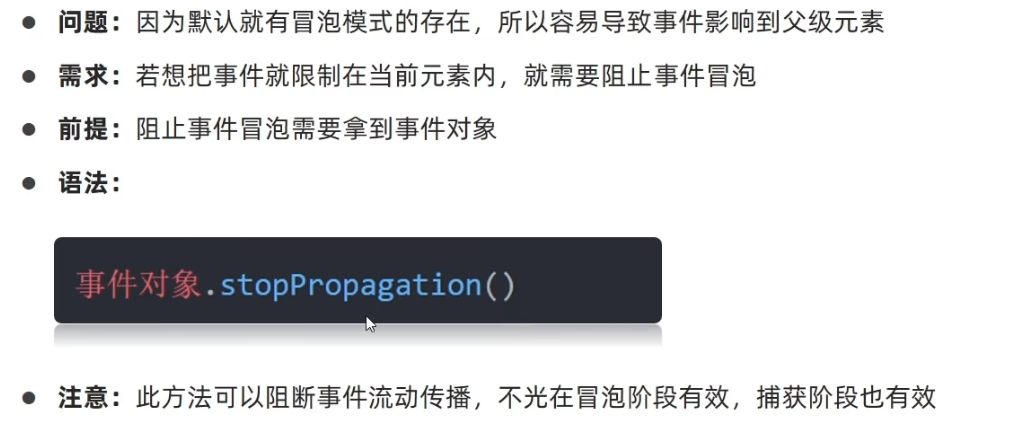 ● 问题：因为默认就有冒泡模式的存在，所以容易导致事件影响到父级元素
● 需求：若想把事件就限制在当前元素内，就需要阻止事件冒泡
● 前提：阻止事件冒泡需要拿到事件对象
● 语法：
事件对象.stopPropagation()
● 注意：此方法可以阻断事件流动传播，不光在冒泡阶段有效，捕获阶段也有效